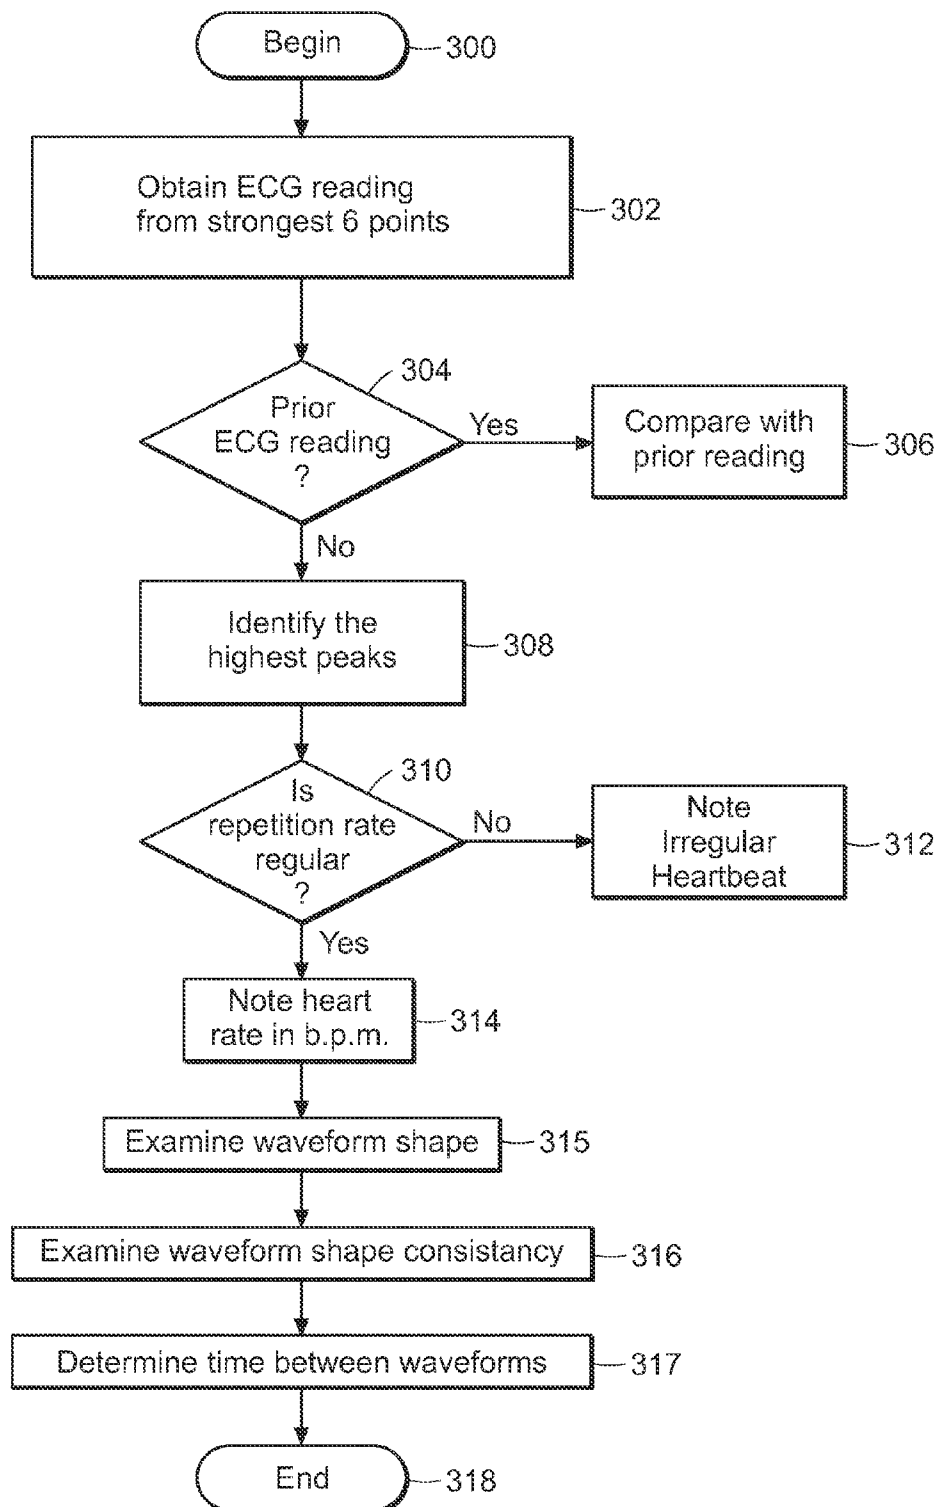 Begin
300
Obtain ECG reading
from strongest 6 points
302
304
Prior
ECG reading
?
Yes
Compare with
prior reading
306
No
Identify the
highest peaks
308
310
Is
repetition rate
regular
?
No
Note
Irregular
Heartbeat
312
Yes
Note heart
rate in b.p.m.
314
Examine waveform shape
315
Examine waveform shape consistancy
316
Determine time between waveforms
317
End
318